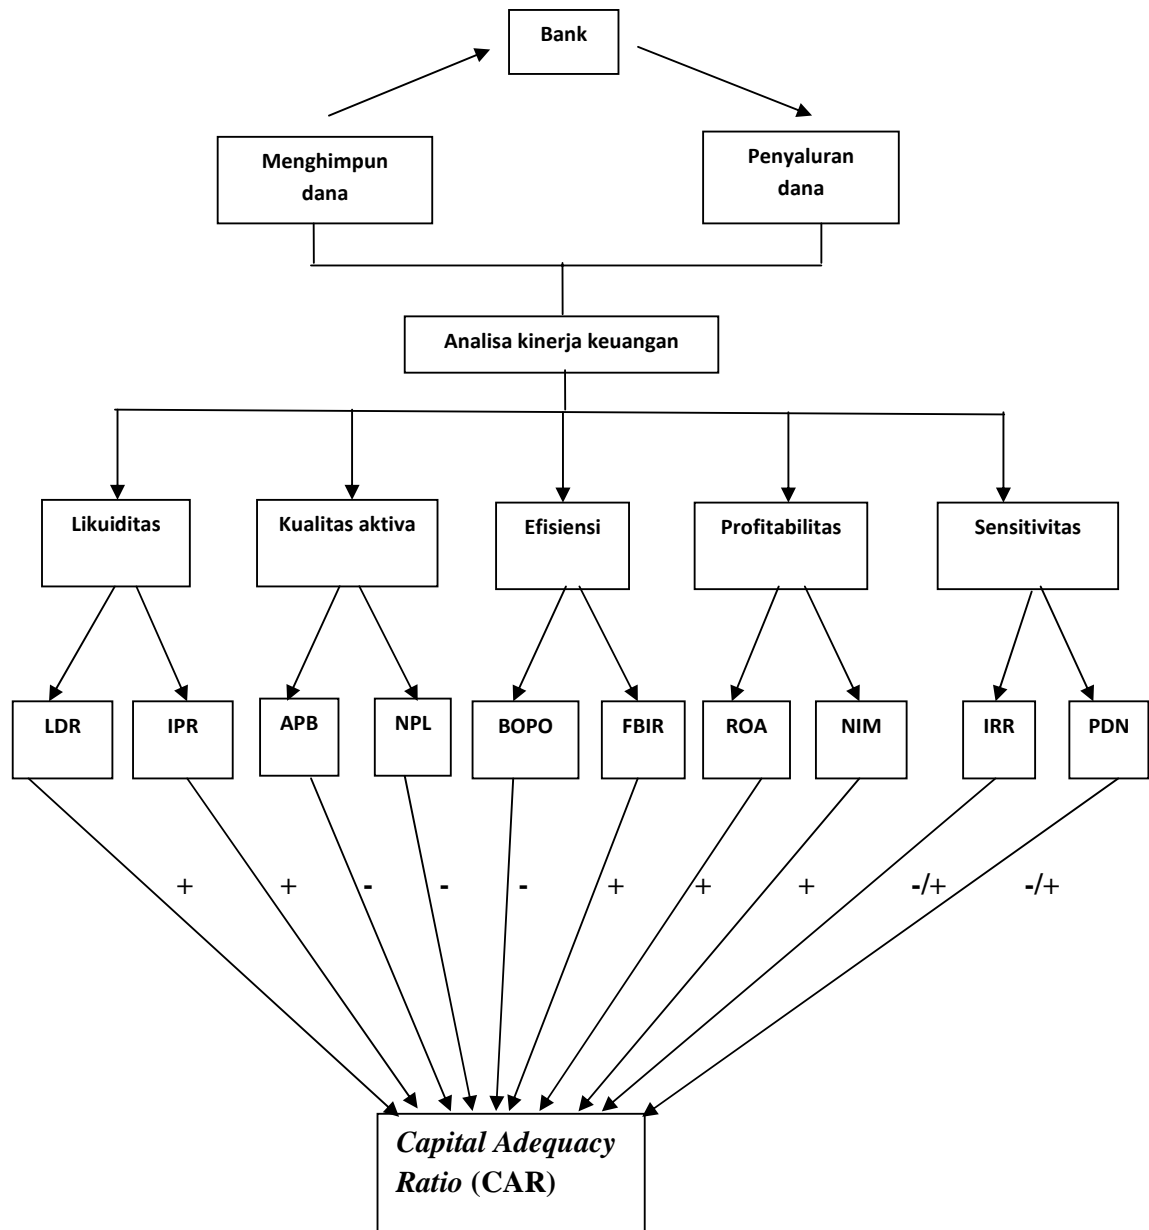 Bank
Menghimpun
dana
Penyaluran
dana
Analisa kinerja keuangan
Likuiditas
Kualitas aktiva
Efisiensi
Profitabilitas
Sensitivitas
LDR
IPR
APB
NPL
BOPO
FBIR
ROA
NIM
IRR
PDN
+
+
-
-
-
+
+
+
-/+
-/+
Capital Adequacy
Ratio (CAR)